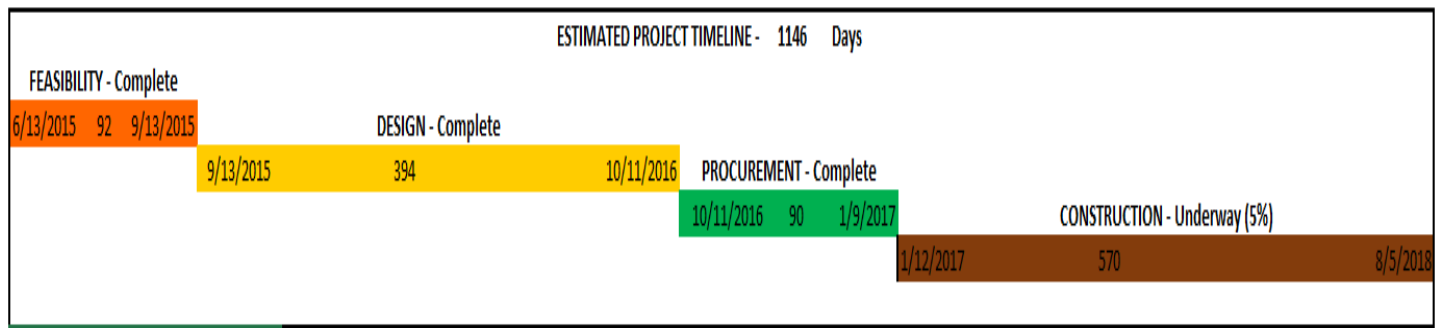 ESTIMATED PROJECT TIMELINE - 1146 Days
FEASIBILITY - Complete
6/13/2015 92 9/13/2015
DESIGN - Complete
9/13/2015 394 10/11/2016
PROCUREMENT - Complete
10/11/2016 90 1/9/2017
CONSTRUCTION - Underway (5%)
1/12/2017 570 8/5/2018